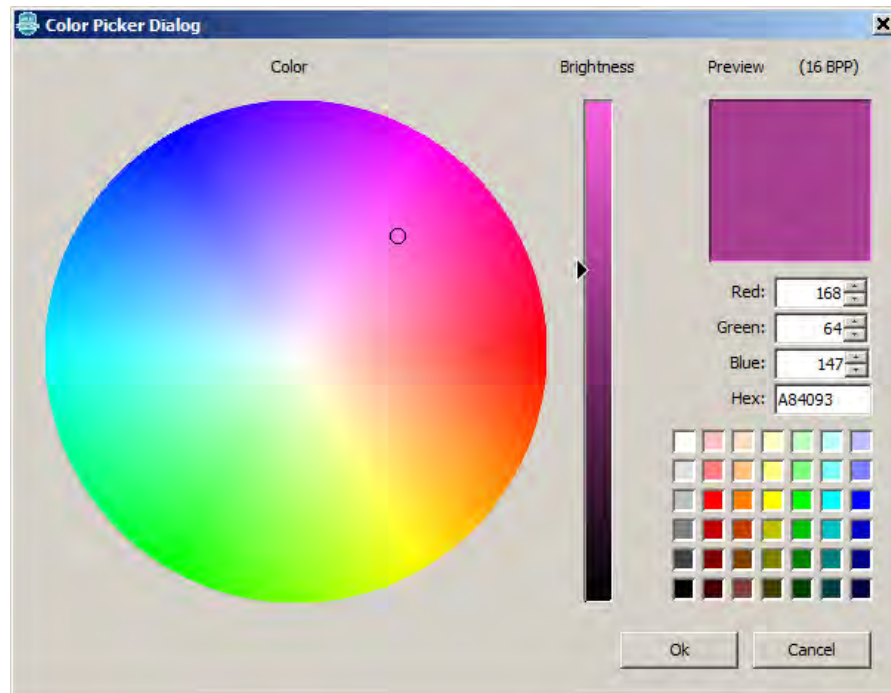 Color Picker Dialog
Color
Brightness
Preview (16 BPP)
Red: 168
Green: 64
Blue: 147
Hex: A84093
Ok
Cancel